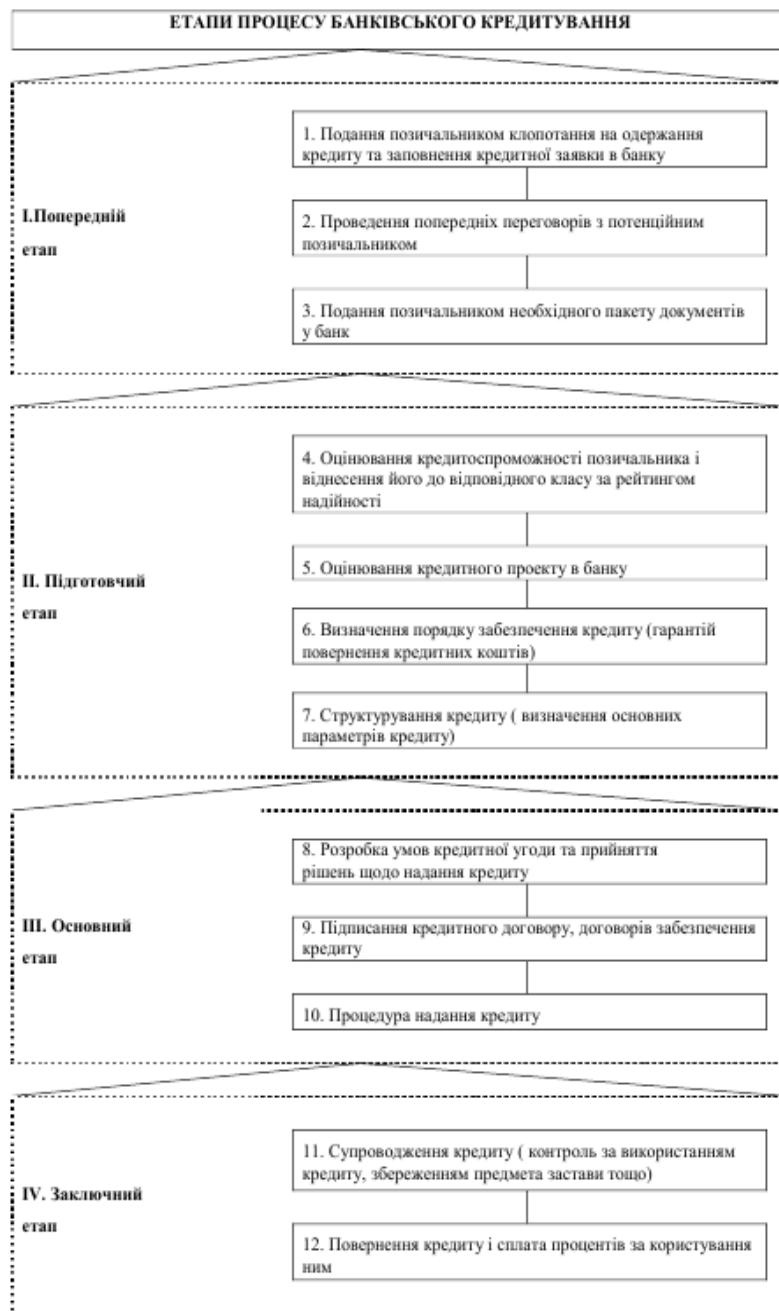 ЕТАПИ ПРОЦЕСУ БАНКІВСЬКОГО КРЕДИТУВАННЯ
І.Попередній
етап
1. Подання позичальником клопотання на одержання
кредиту та заповнення кредитної заявки в банку
2. Проведення попередніх переговорів з потенційним
позичальником
3. Подання позичальником необхідного пакету документів
у банк
ІІ. Підготовчий
етап
4. Оцінювання кредитоспроможності позичальника і
віднесення його до відповідного класу за рейтингом
надійності
5. Оцінювання кредитного проекту в банку
6. Визначення порядку забезпечення кредиту (гарантій
повернення кредитних коштів)
7. Структурування кредиту ( визначення основних
параметрів кредиту)
ІІІ. Основний
етап
8. Розробка умов кредитної угоди та прийняття
рішень щодо надання кредиту
9. Підписання кредитного договору, договорів забезпечення
кредиту
10. Процедура надання кредиту
IV. Заключний
етап
11. Супроводження кредиту ( контроль за використанням
кредиту, збереженням предмета застави тощо)
12. Повернення кредиту і сплата процентів за користування
ним